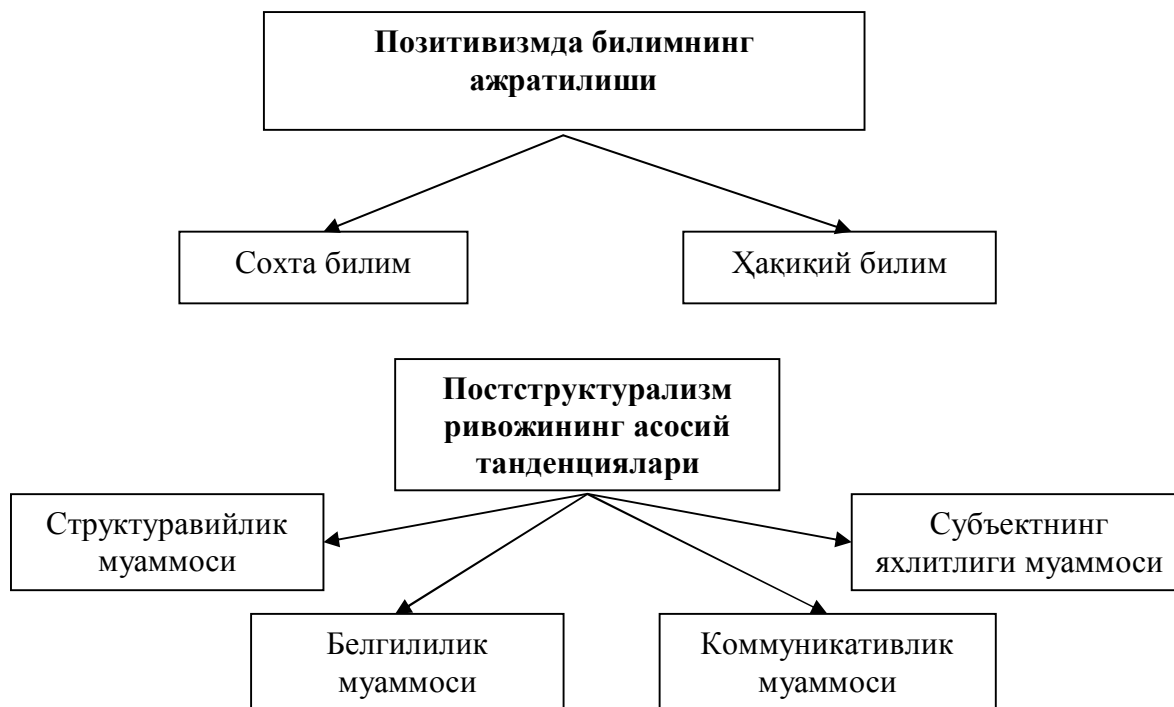 Позитивизмда билимнинг
ажратилиши
Сохта билим
Ҳақиқий билим
Постструктурализм
ривожининг асосий
танденциялари
Структуравийлик
муаммоси
Субъектнинг
яхлитлиги муаммоси
Белгилилик
муаммоси
Коммуникативлик
муаммоси